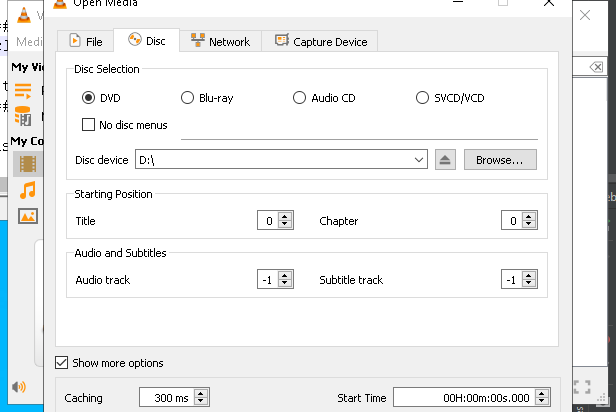 Open Media
Medi
File
Disc
Network
Capture Device
My Vi
My Co
Disc Selection
DVD
Blu-ray
Audio CD
SVCD/VCD
No disc menus
Disc device
D:\
Browse...
Starting Position
Title
0
Chapter
0
Audio and Subtitles
Audio track
-1
Subtitle track
-1
Show more options
Caching
300 ms
Start Time
00H:00m:00s.000